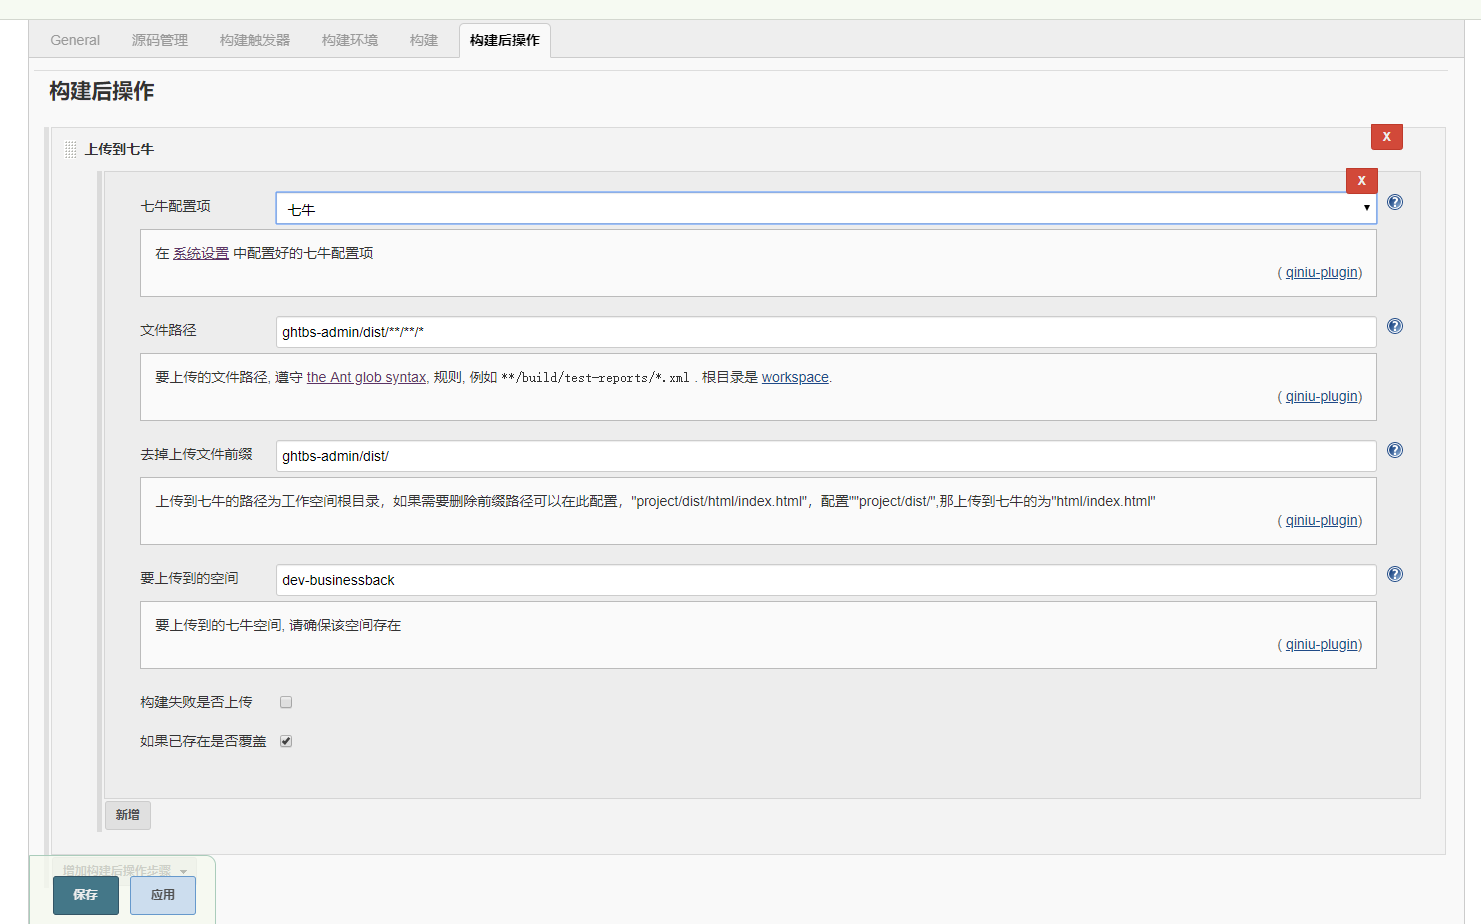 General 源码管理 构建触发器 构建环境 构建 构建后操作
构建后操作
X
上传到七牛
X
七牛配置项 七牛
在 系统设置 中配置好的七牛配置项
( qiniu-plugin)
文件路径 ghtbs-admin/dist/**/**/*
要上传的文件路径, 遵守 the Ant glob syntax, 规则, 例如 **/build/test-reports/*.xml . 根目录是 workspace.
( qiniu-plugin)
去掉上传文件前缀 ghtbs-admin/dist/
上传到七牛的路径为工作空间根目录，如果需要删除前缀路径可以在此配置，"project/dist/html/index.html"，配置""project/dist/",那上传到七牛的为"html/index.html"
( qiniu-plugin)
要上传到的空间 dev-businessback
要上传到的七牛空间, 请确保该空间存在
( qiniu-plugin)
构建失败是否上传
如果已存在是否覆盖
新增
增加构建后操作步骤
保存 应用